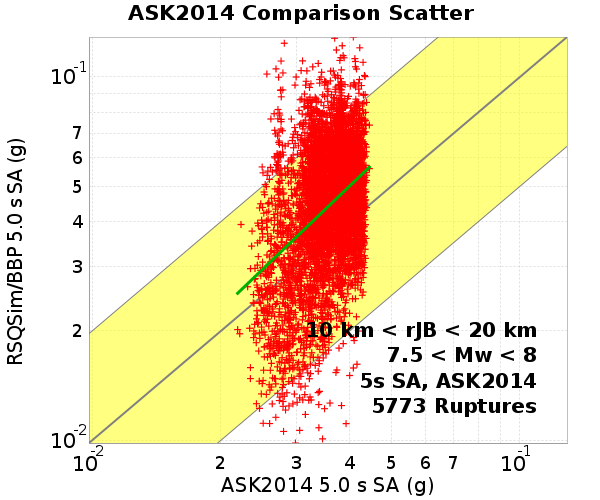 ASK2014 Comparison Scatter
RSQSim/BBP 5.0 s SA (g)
10-1
7
6
5
4
3
2
10-2
10 km < rJB < 20 km
7.5 < Mw < 8
5s SA, ASK2014
5773 Ruptures
10-2 2 3 4 5 6 7 10-1
ASK2014 5.0 s SA (g)